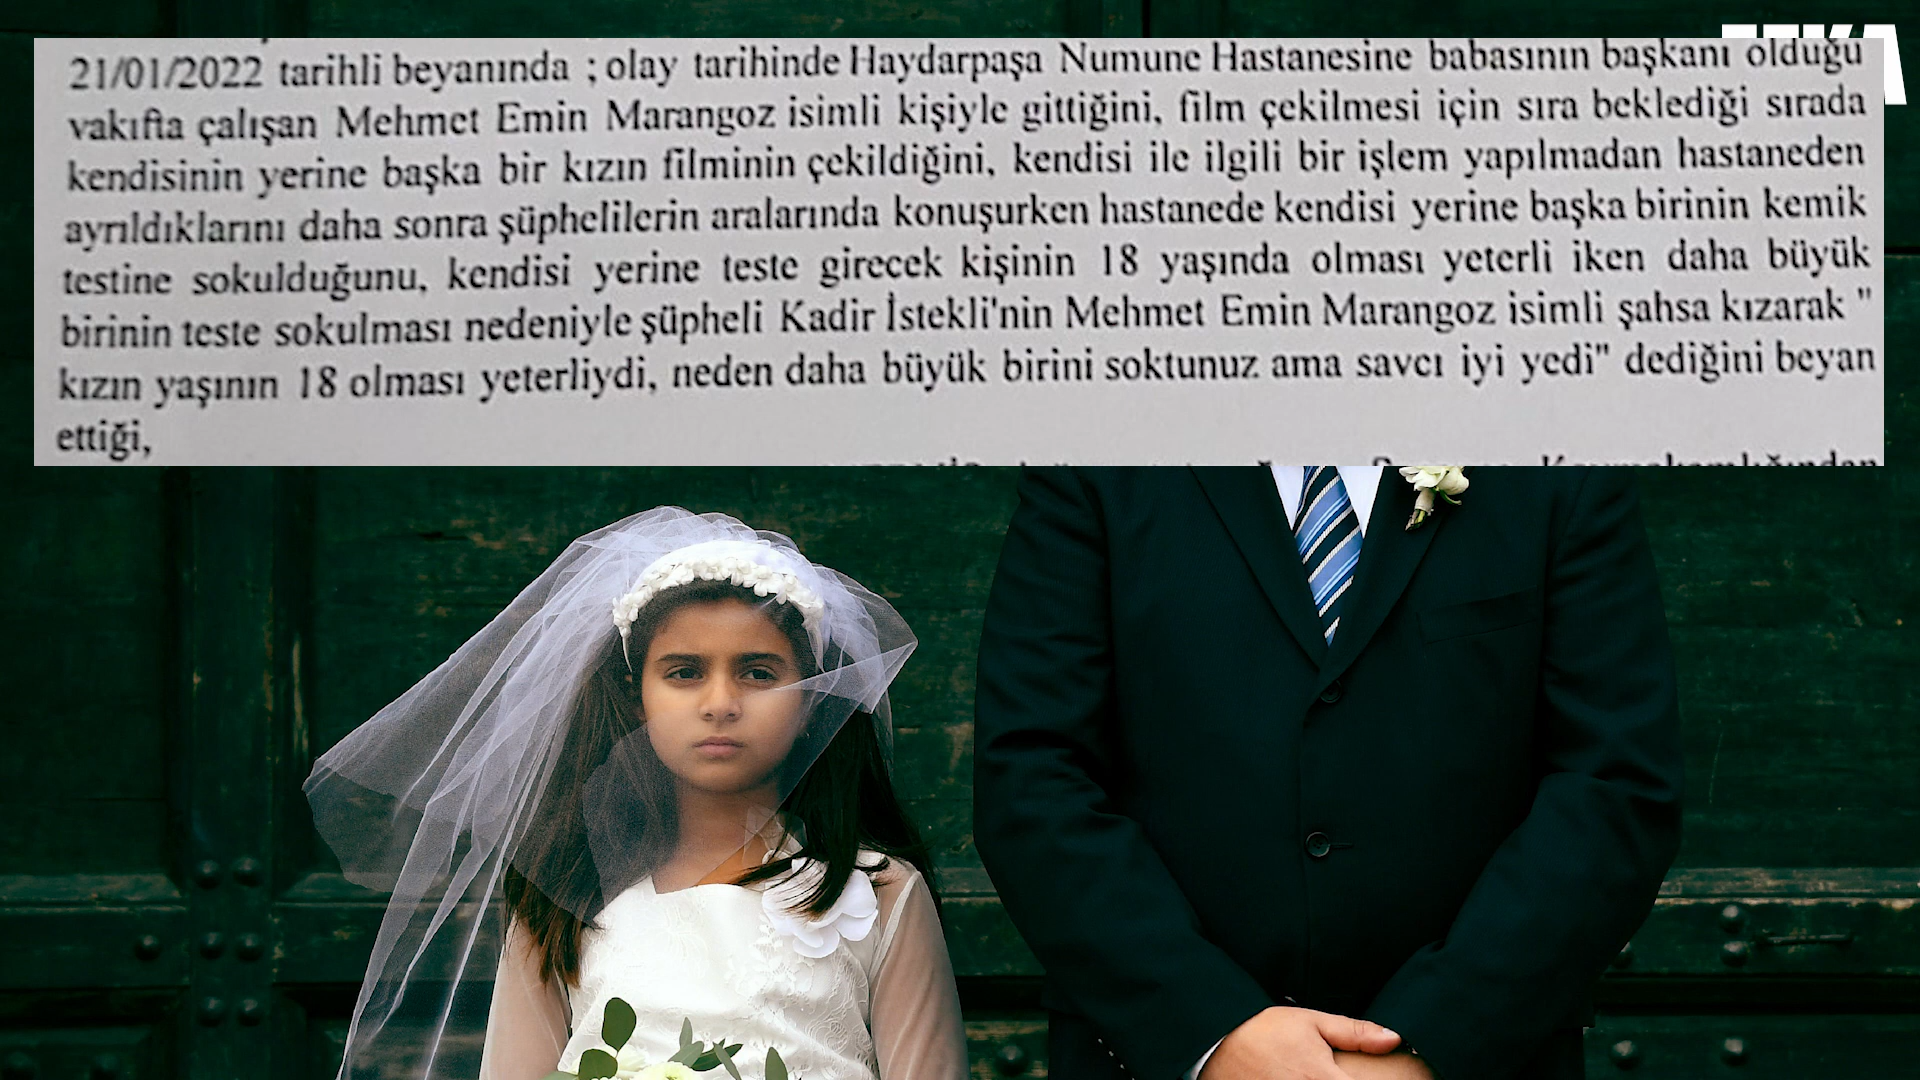 21/01/2022 tarihli beyanında ; olay tarihinde Haydarpaşa Numune Hastanesine babasının başkanı olduğu
vakıfta çalışan Mehmet Emin Marangoz isimli kişiyle gittiğini, film çekilmesi için sıra beklediği sırada
kendisinin yerine başka bir kızın filminin çekildiğini, kendisi ile ilgili bir işlem yapılmadan hastaneden
ayrıldıklarını daha sonra şüphelilerin aralarında konuşurken hastanede kendisi yerine başka birinin kemik
testine sokulduğunu, kendisi yerine teste girecek kişinin 18 yaşında olması yeterli iken daha büyük
birinin teste sokulması nedeniyle şüpheli Kadir İstekli'nin Mehmet Emin Marangoz isimli şahsa kızarak "
kızın yaşının 18 olması yeterliydi, neden daha büyük birini soktunuz ama savcı iyi yedi" dediğini beyan
ettiği,